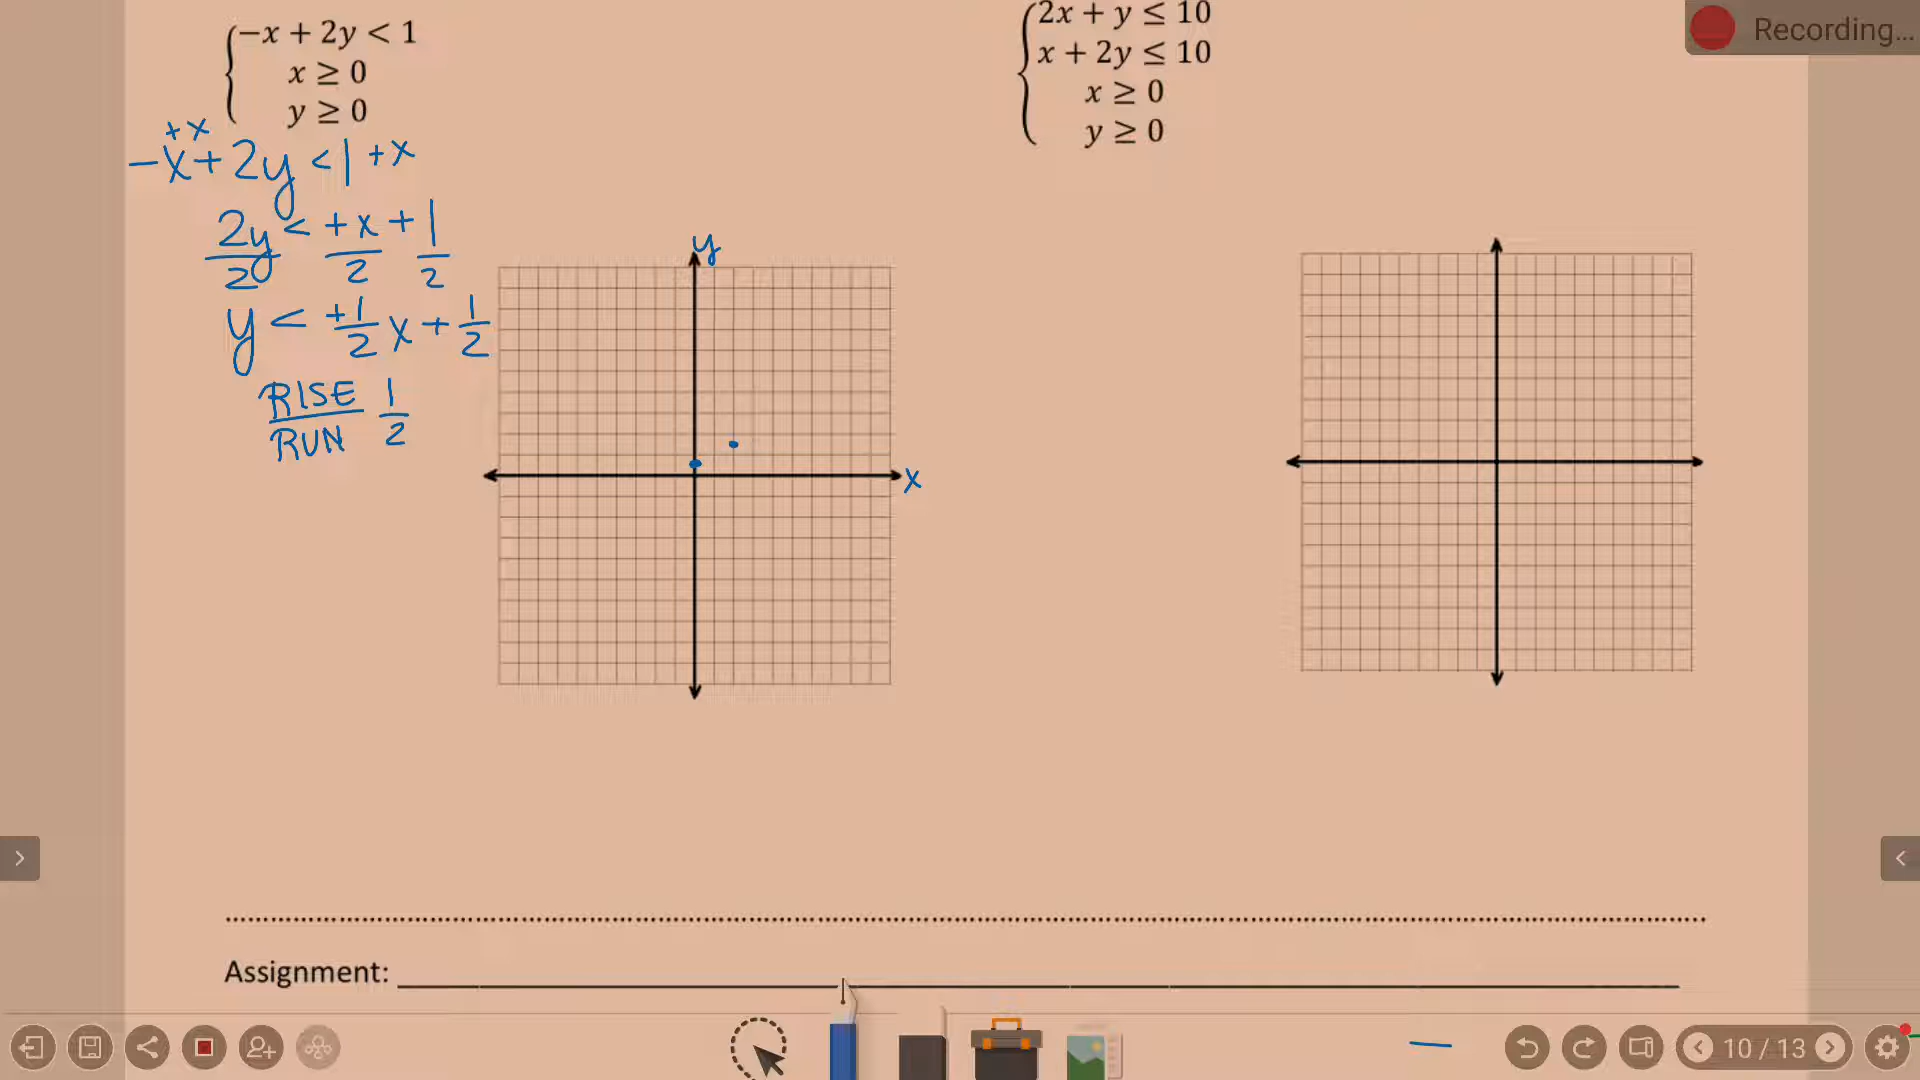 −x + 2y < 1
x ≥ 0
y ≥ 0
2x + y ≤ 10
x + 2y ≤ 10
x ≥ 0
y ≥ 0
Recording...
+x
−x + 2y < 1 +x
2y/2 < +x/2 + 1/2
y < +1/2 x + 1/2
RISE/RUN 1/2
y
x
Assignment:
10 / 13